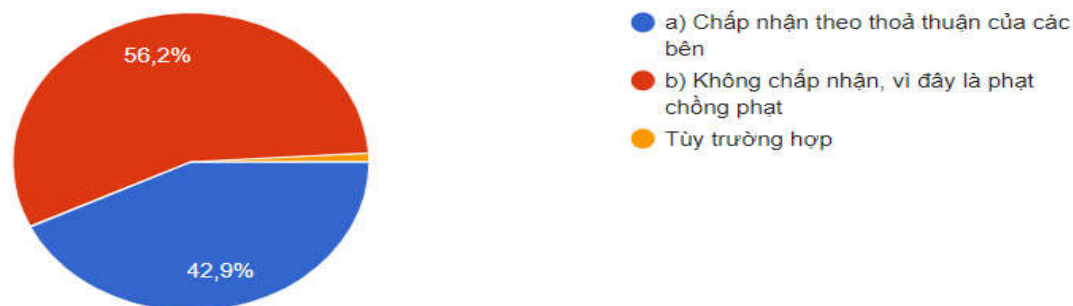 56,2%
42,9%
a) Chấp nhận theo thoả thuận của các
bên
b) Không chấp nhận, vì đây là phạt
chồng phạt
Tùy trường hợp